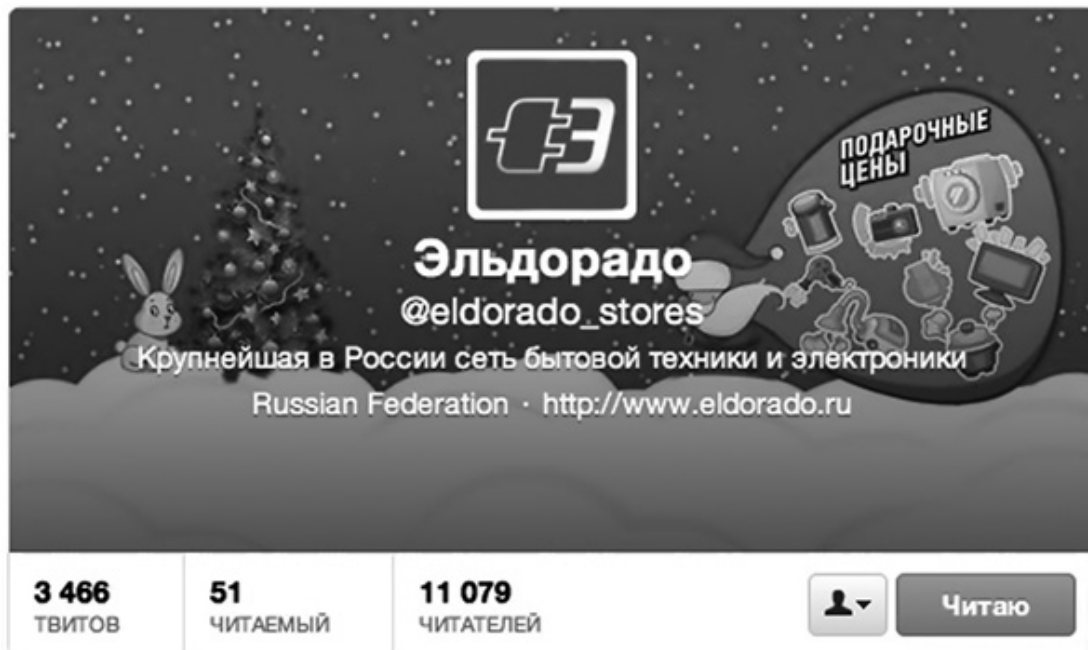 ПОДАРОЧНЫЕ
ЦЕНЫ
Эльдорадо
@eldorado_stores
Крупнейшая в России сеть бытовой техники и электроники
Russian Federation · http://www.eldorado.ru
3 466
ТВИТОВ
51
ЧИТАЕМЫЙ
11 079
ЧИТАТЕЛЕЙ
Читаю